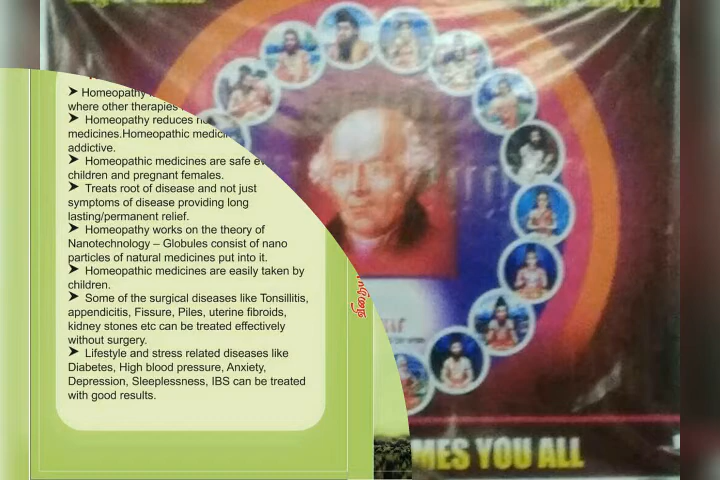 ➤ Homeopathy
where other therapies
➤ Homeopathy reduces
medicines.Homeopathic
addictive.
➤ Homeopathic medicines are safe
children and pregnant females.
➤ Treats root of disease and not just
symptoms of disease providing long
lasting/permanent relief.
➤ Homeopathy works on the theory of
Nanotechnology – Globules consist of nano
particles of natural medicines put into it.
➤ Homeopathic medicines are easily taken by
children.
➤ Some of the surgical diseases like Tonsillitis,
appendicitis, Fissure, Piles, uterine fibroids,
kidney stones etc can be treated effectively
without surgery.
➤ Lifestyle and stress related diseases like
Diabetes, High blood pressure, Anxiety,
Depression, Sleeplessness, IBS can be treated
with good results.
MES YOU ALL